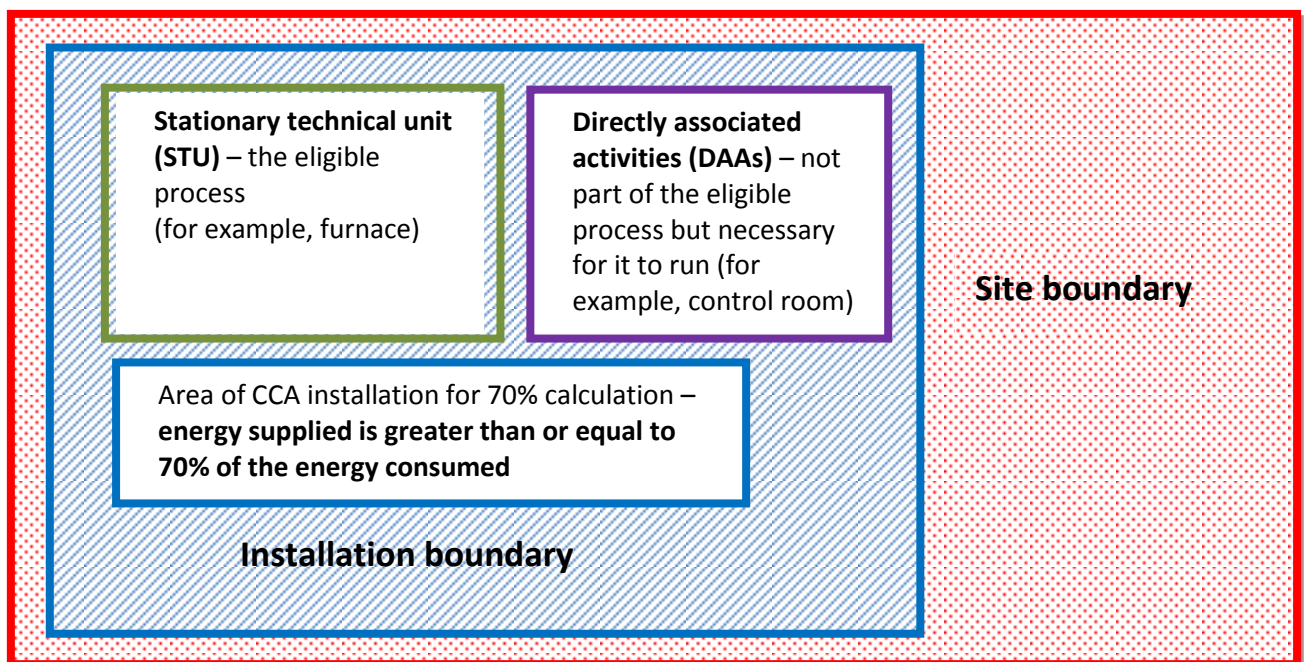 Stationary technical unit
(STU) – the eligible
process
(for example, furnace)
Directly associated
activities (DAAs) – not
part of the eligible
process but necessary
for it to run (for
example, control room)
Site boundary
Area of CCA installation for 70% calculation –
energy supplied is greater than or equal to
70% of the energy consumed
Installation boundary